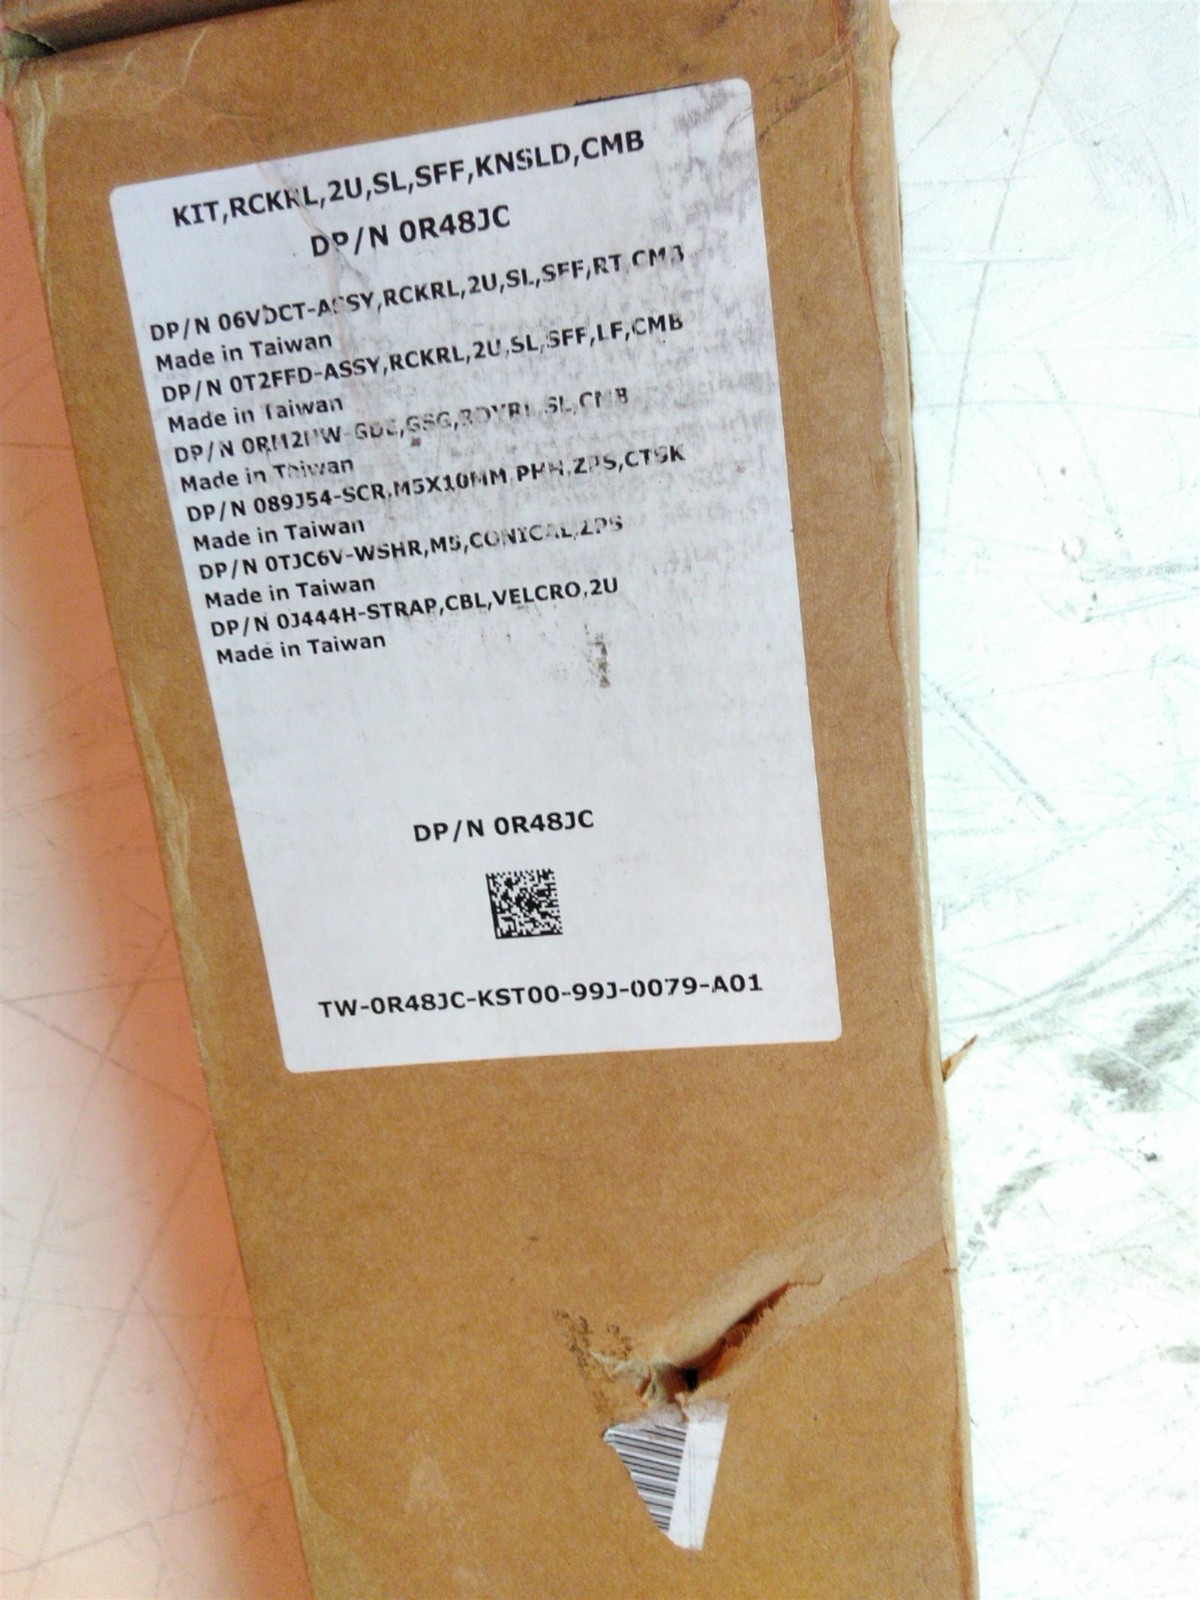 KIT,RCKRL,2U,SL,SFF,KNSLD,CMB
DP/N 0R48JC
DP/N 06VDCT-ASSY,RCKRL,2U,SL,SFF,RT,CMB
Made in Taiwan
DP/N 0T2FFD-ASSY,RCKRL,2U,SL,SFF,LF,CMB
Made in Taiwan
DP/N
Made in Taiwan
DP/N 089J54-SCR,M5X10MM,PHH,ZPS,CTSK
Made in Taiwan
DP/N 0TJC6V-WSHR,M5,CONICAL,ZPS
Made in Taiwan
DP/N 0J444H-STRAP,CBL,VELCRO,2U
Made in Taiwan
DP/N 0R48JC
TW-0R48JC-KST00-99J-0079-A01